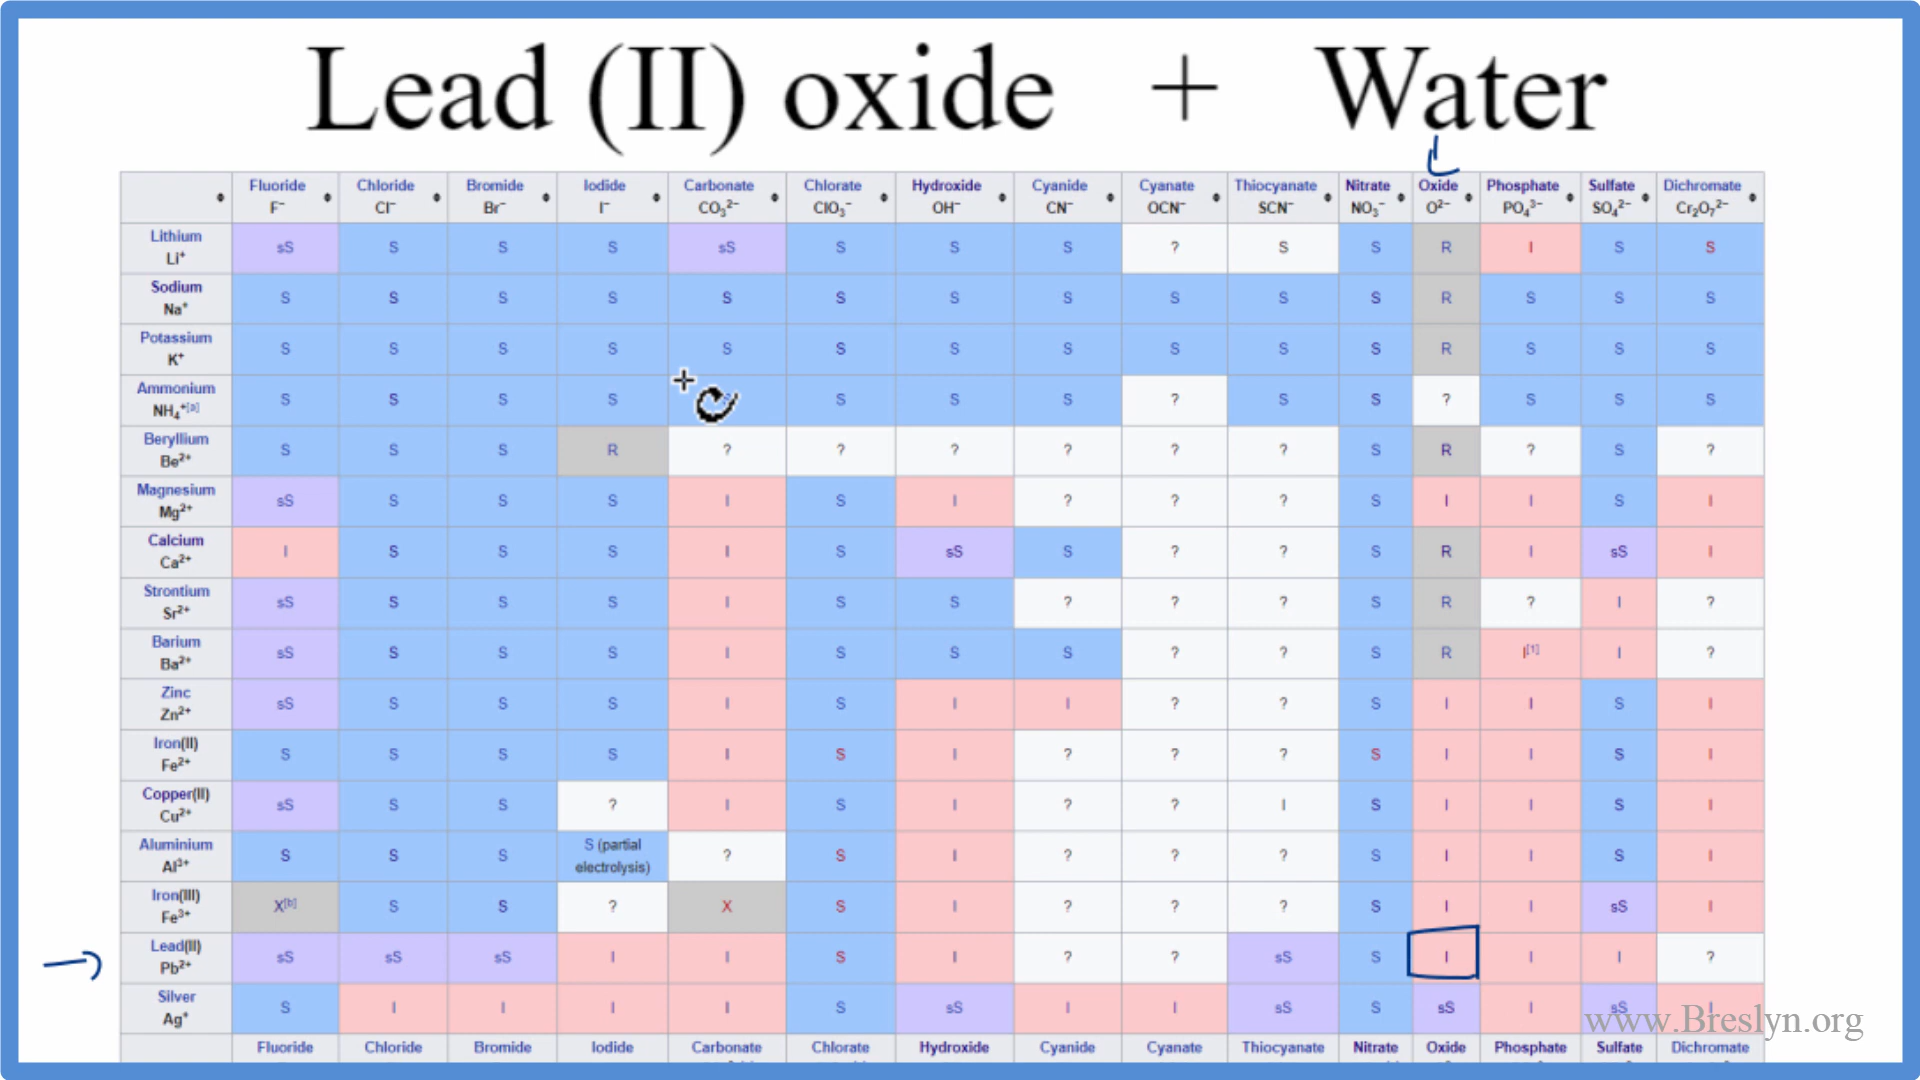 Lead (II) oxide + Water
Fluoride Chloride Bromide Iodide Carbonate Chlorate Hydroxide Cyanide Cyanate Thiocyanate Nitrate Oxide Phosphate Sulfate Dichromate
F⁻ Cl⁻ Br⁻ I⁻ CO₃²⁻ ClO₃⁻ OH⁻ CN⁻ OCN⁻ SCN⁻ NO₃⁻ O²⁻ PO₄³⁻ SO₄²⁻ Cr₂O₇²⁻
Lithium
Li⁺ sS S S S sS S S S ? S S R I S S
Sodium
Na⁺ S S S S S S S S S S S R S S S
Potassium
K⁺ S S S S S S S S S S S R S S S
Ammonium
NH₄⁺[a] S S S S S S S ? S S ? S S S
Beryllium
Be²⁺ S S S R ? ? ? ? ? ? S R ? S ?
Magnesium
Mg²⁺ sS S S S I S I ? ? ? S I I S I
Calcium
Ca²⁺ I S S S I S sS S ? ? S R I sS I
Strontium
Sr²⁺ sS S S S I S S ? ? ? S R ? I ?
Barium
Ba²⁺ sS S S S I S S S ? ? S R I[1] I ?
Zinc
Zn²⁺ sS S S S I S I I ? ? S I I S I
Iron(II)
Fe²⁺ S S S S I S I ? ? ? S I I S I
Copper(II)
Cu²⁺ sS S S ? I S I ? ? I S I I S I
Aluminium
Al³⁺ S S S S (partial electrolysis) ? S I ? ? ? S I I S I
Iron(III)
Fe³⁺ X[b] S S ? X S I ? ? ? S I I sS I
Lead(II)
Pb²⁺ sS sS sS I I S I ? ? sS S I I I ?
Silver
Ag⁺ S I I I I S sS I I sS S sS I sS I
Fluoride Chloride Bromide Iodide Carbonate Chlorate Hydroxide Cyanide Cyanate Thiocyanate Nitrate Oxide Phosphate Sulfate Dichromate
www.Breslyn.org